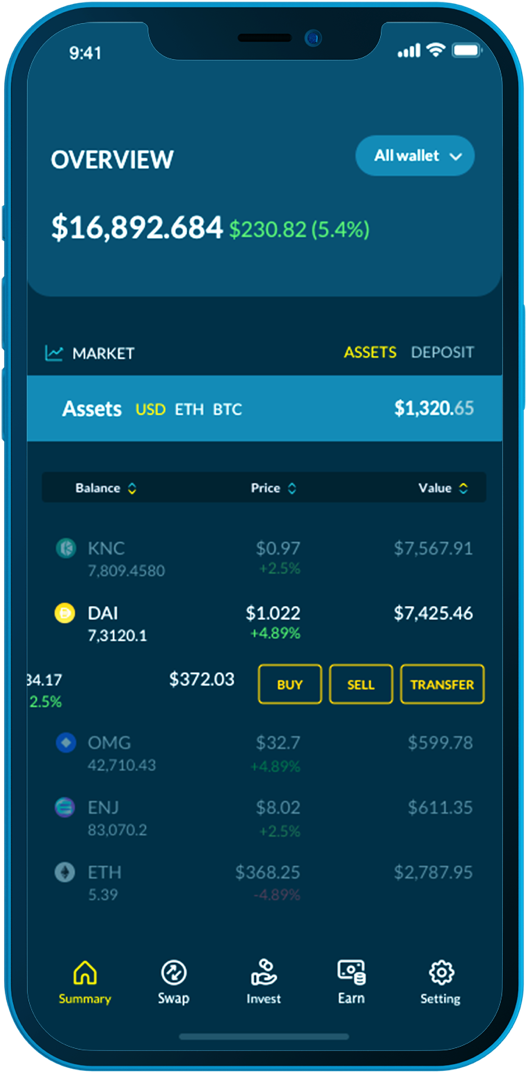 9:41
OVERVIEW
All wallet
$16,892.684 $230.82 (5.4%)
MARKET ASSETS DEPOSIT
Assets USD ETH BTC $1,320.65
Balance Price Value
KNC $0.97 $7,567.91
7,809.4580 +2.5%
DAI $1.022 $7,425.46
7,3120.1 +4.89%
34.17 $372.03 BUY SELL TRANSFER
2.5%
OMG $32.7 $599.78
42,710.43 +4.89%
ENJ $8.02 $611.35
83,070.2 +2.5%
ETH $368.25 $2,787.95
5.39 -4.89%
Summary Swap Invest Earn Setting